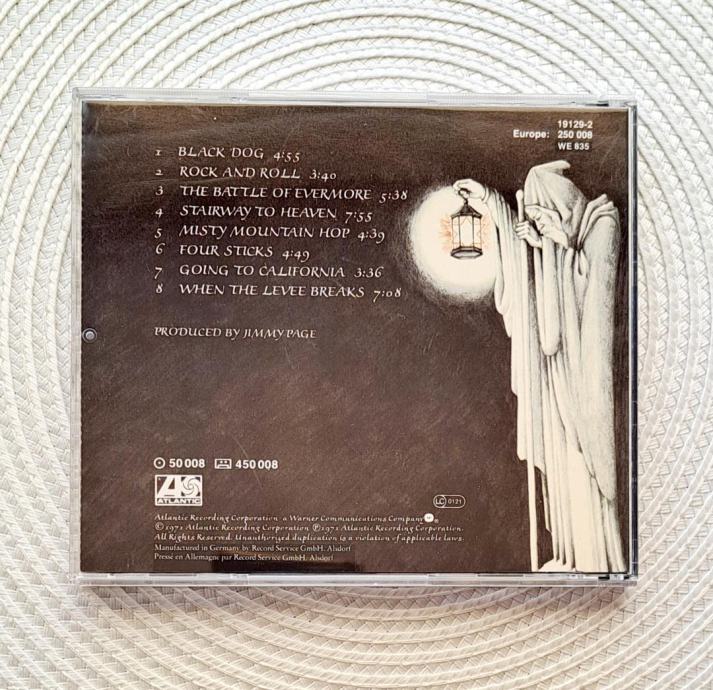 19129-2
Europe: 250 008
WE 835
1 BLACK DOG 4:55
2 ROCK AND ROLL 3:40
3 THE BATTLE OF EVERMORE 5:38
4 STAIRWAY TO HEAVEN 7:55
5 MISTY MOUNTAIN HOP 4:39
6 FOUR STICKS 4:49
7 GOING TO CALIFORNIA 3:36
8 WHEN THE LEVEE BREAKS 7:08
PRODUCED BY JIMMY PAGE
50 008 450 008
ATLANTIC
LC 0121
Atlantic Recording Corporation a Warner Communications Company ®
© 1971 Atlantic Recording Corporation ℗ 1971 Atlantic Recording Corporation.
All Rights Reserved. Unauthorized duplication is a violation of applicable laws.
Manufactured in Germany by Record Service GmbH. Alsdorf
Pressé en Allemagne par Record Service GmbH. Alsdorf